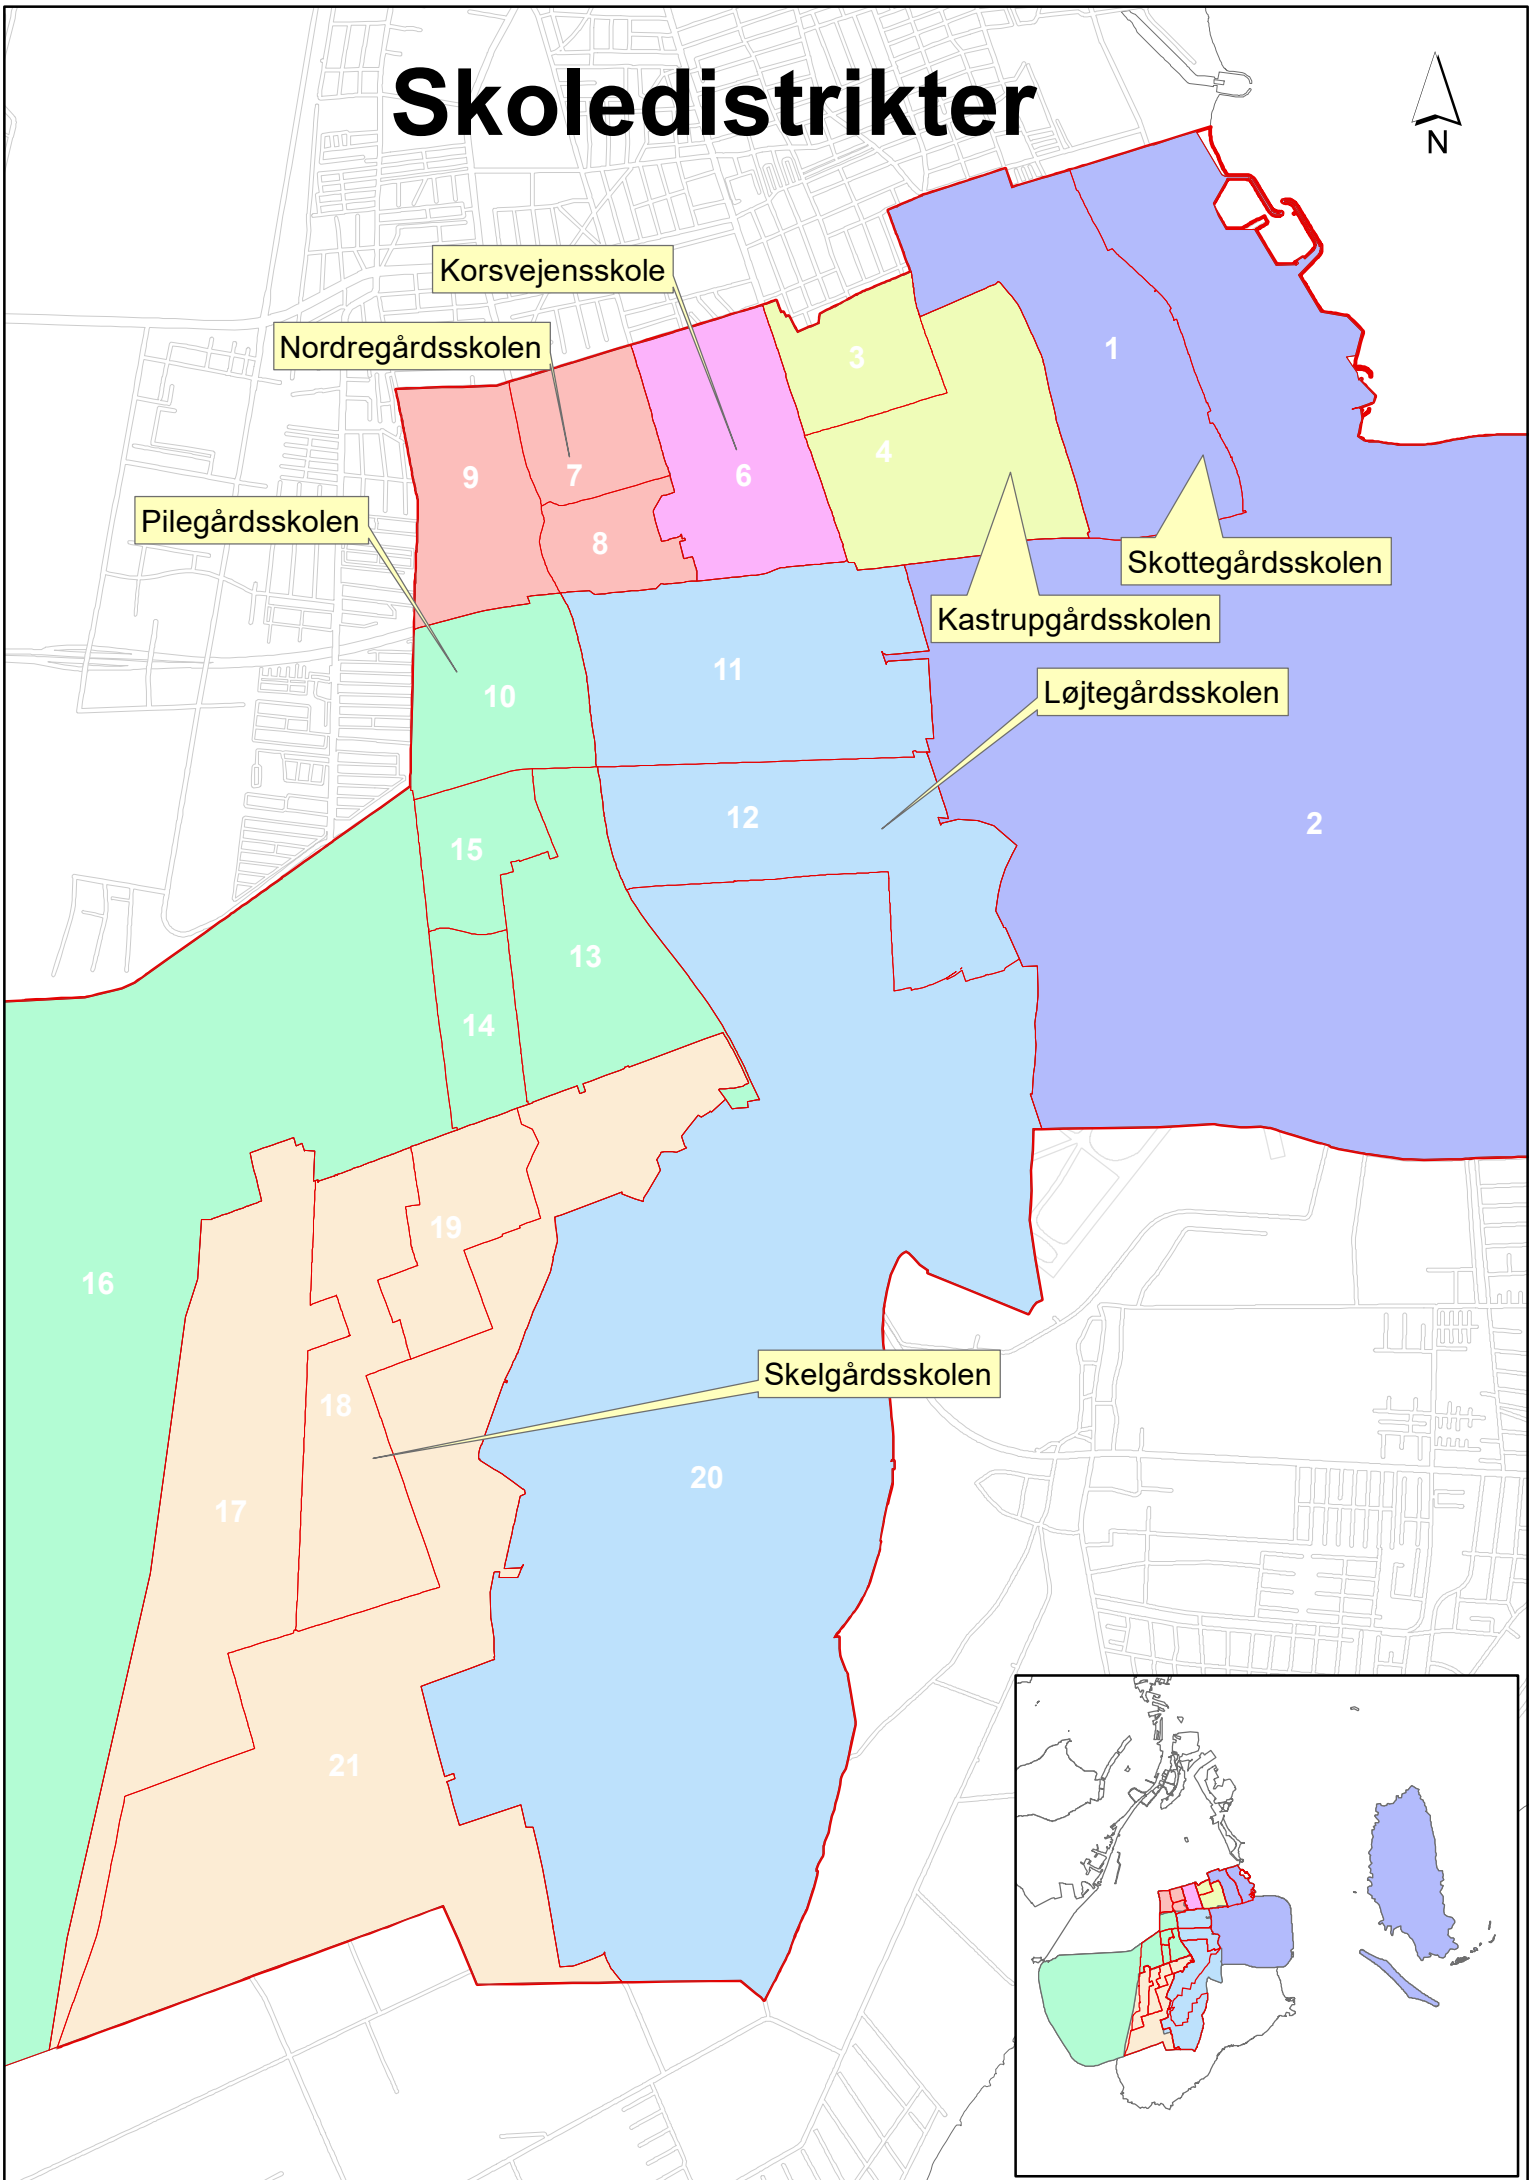 Skoledistrikter
N
Korsvejensskole
Nordregårdsskolen
3
1
4
9
7
6
Pilegårdsskolen
8
Skottegårdsskolen
Kastrupgårdsskolen
11
10
Løjtegårdsskolen
12
2
15
13
14
19
16
Skelgårdsskolen
18
20
17
21